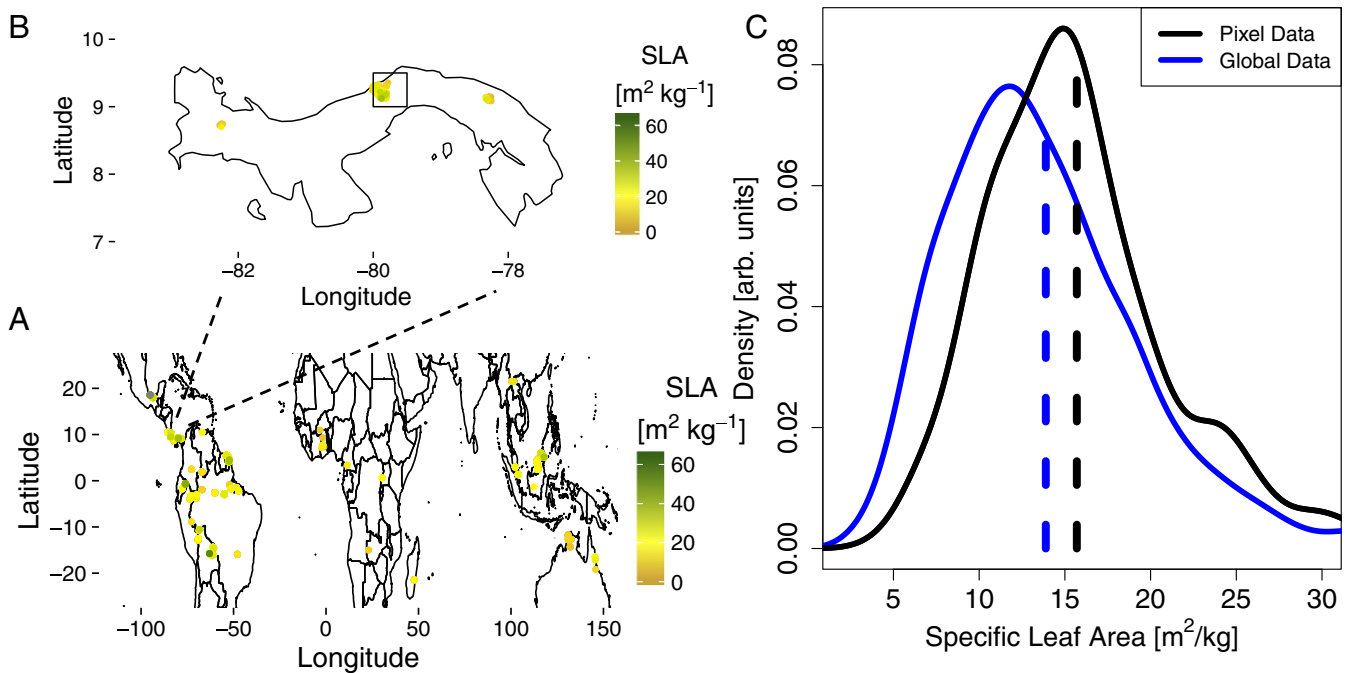 B
10
9
8
7
Latitude
−82
−80
−78
Longitude
SLA
[m² kg⁻¹]
60
40
20
0
A
20
10
0
−10
−20
Latitude
−100
−50
0
50
100
150
Longitude
SLA
[m² kg⁻¹]
60
40
20
0
C
Pixel Data
Global Data
0.08
0.06
0.04
0.02
0.00
Density [arb. units]
5
10
15
20
25
30
Specific Leaf Area [m²/kg]